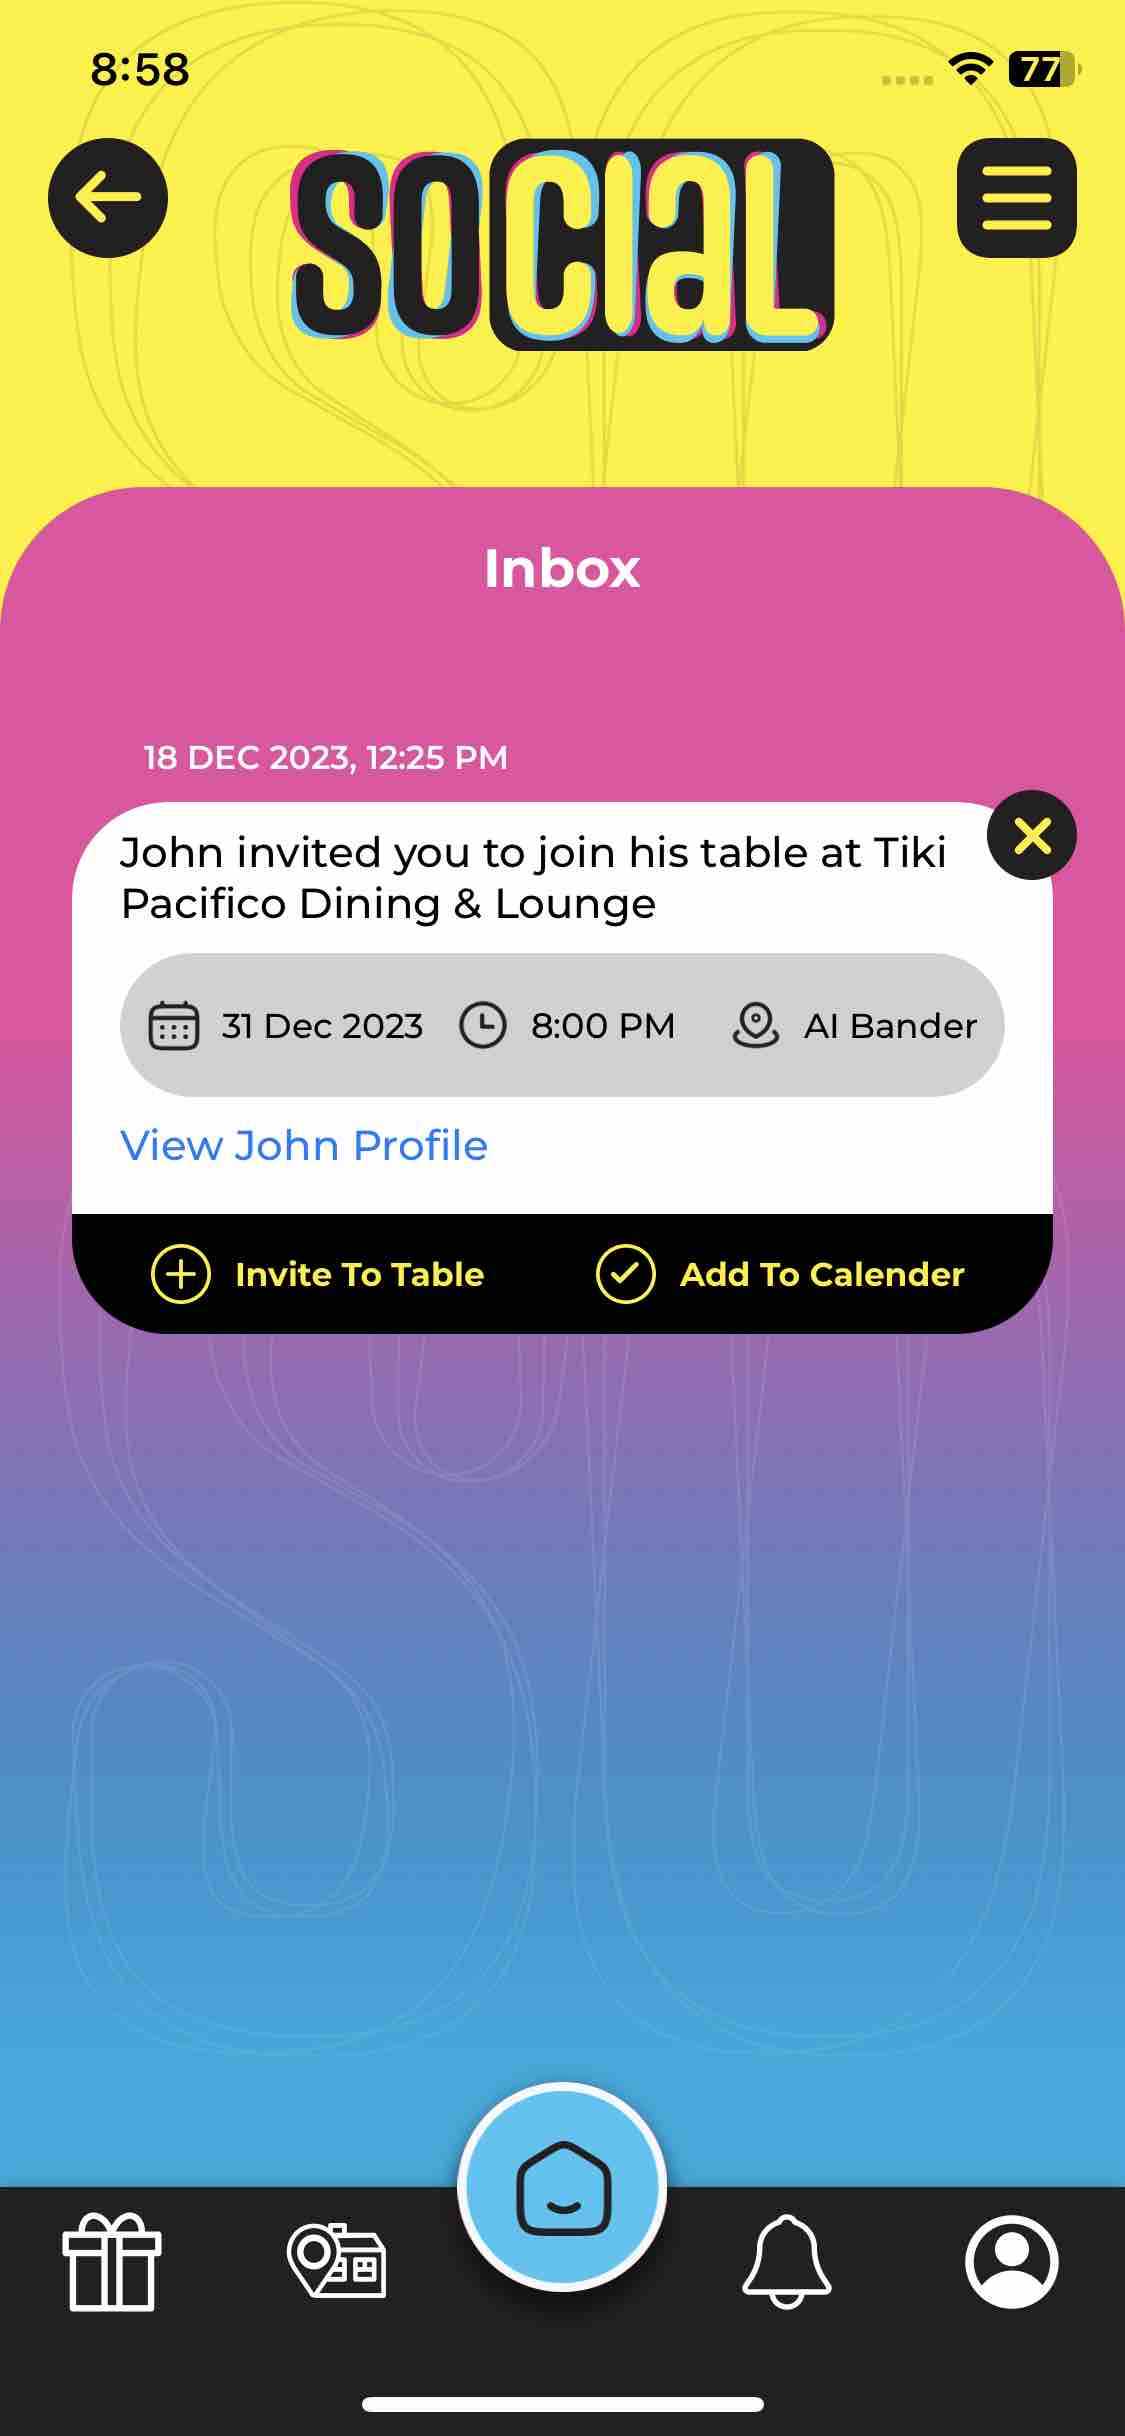 8:58
77
SOCIAL
Inbox
18 DEC 2023, 12:25 PM
John invited you to join his table at Tiki
Pacifico Dining & Lounge
31 Dec 2023 8:00 PM AI Bander
View John Profile
Invite To Table Add To Calender